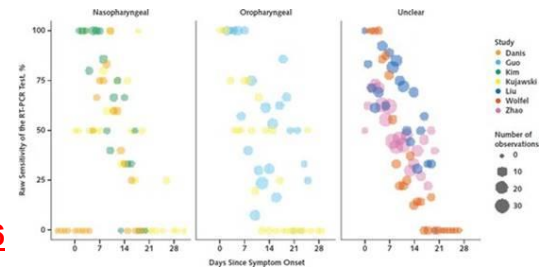 Nasopharyngeal
Oropharyngeal
Unclear
Raw Sensitivity of the RT-PCR Test, %
100
75
50
25
0
0 7 14 21 28
0 7 14 21 28
0 7 14 21 28
Days Since Symptom Onset
Study
Danis
Guo
Kim
Kujawski
Liu
Wolfel
Zhao
Number of
observations
0
10
20
30